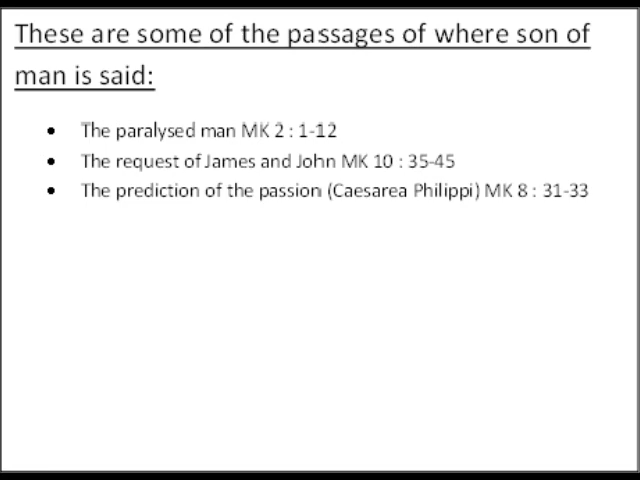 These are some of the passages of where son of
man is said:
• The paralysed man MK 2 : 1-12
• The request of James and John MK 10 : 35-45
• The prediction of the passion (Caesarea Philippi) MK 8 : 31-33